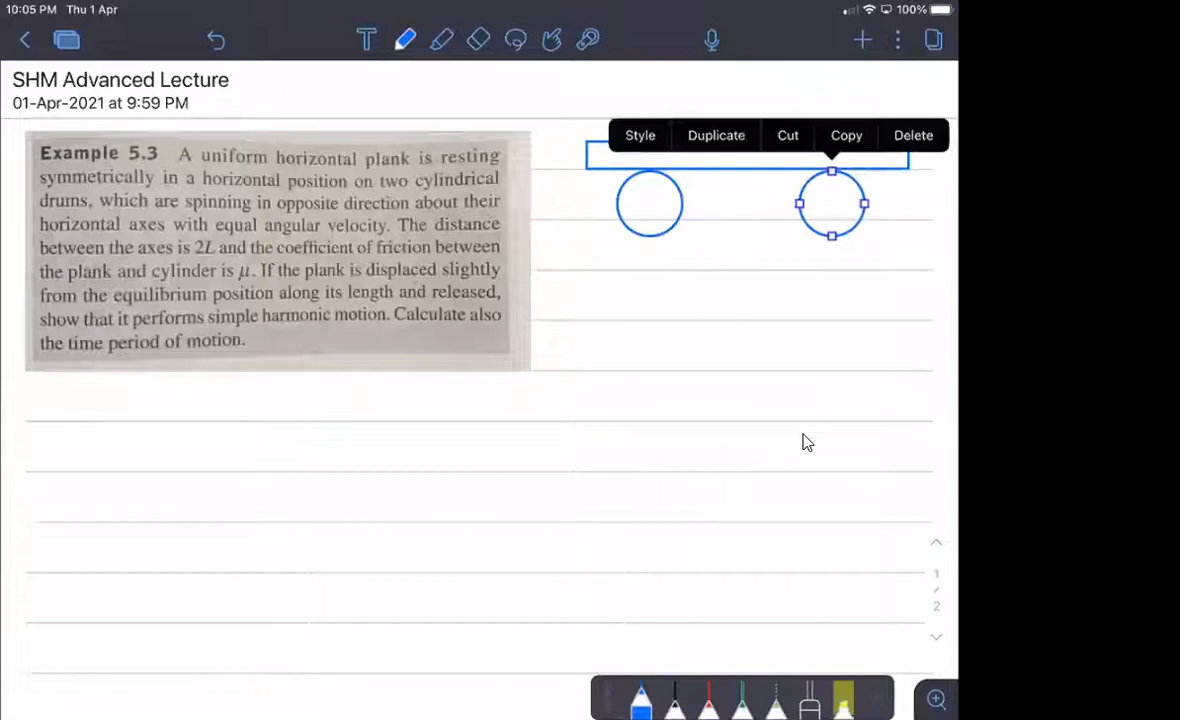 10:05 PM Thu 1 Apr
100%
SHM Advanced Lecture
01-Apr-2021 at 9:59 PM
Style Duplicate Cut Copy Delete
Example 5.3 A uniform horizontal plank is resting
symmetrically in a horizontal position on two cylindrical
drums, which are spinning in opposite direction about their
horizontal axes with equal angular velocity. The distance
between the axes is 2L and the coefficient of friction between
the plank and cylinder is μ. If the plank is displaced slightly
from the equilibrium position along its length and released,
show that it performs simple harmonic motion. Calculate also
the time period of motion.
1
/
2